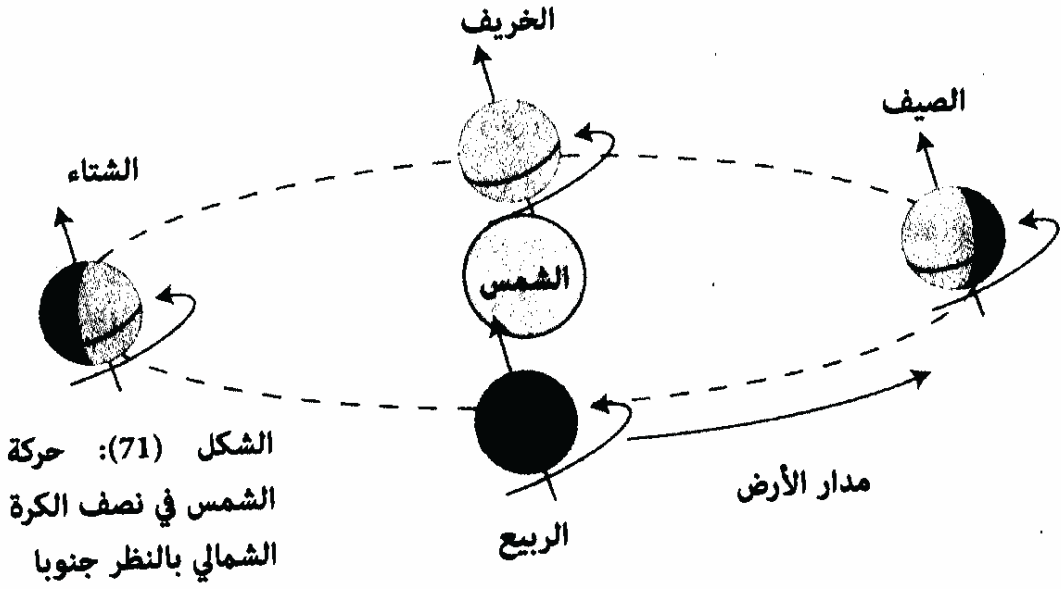 الخريف
الصيف
الشتاء
الشمس
مدار الأرض
الربيع
الشكل (71): حركة
الشمس في نصف الكرة
الشمالي بالنظر جنوبا